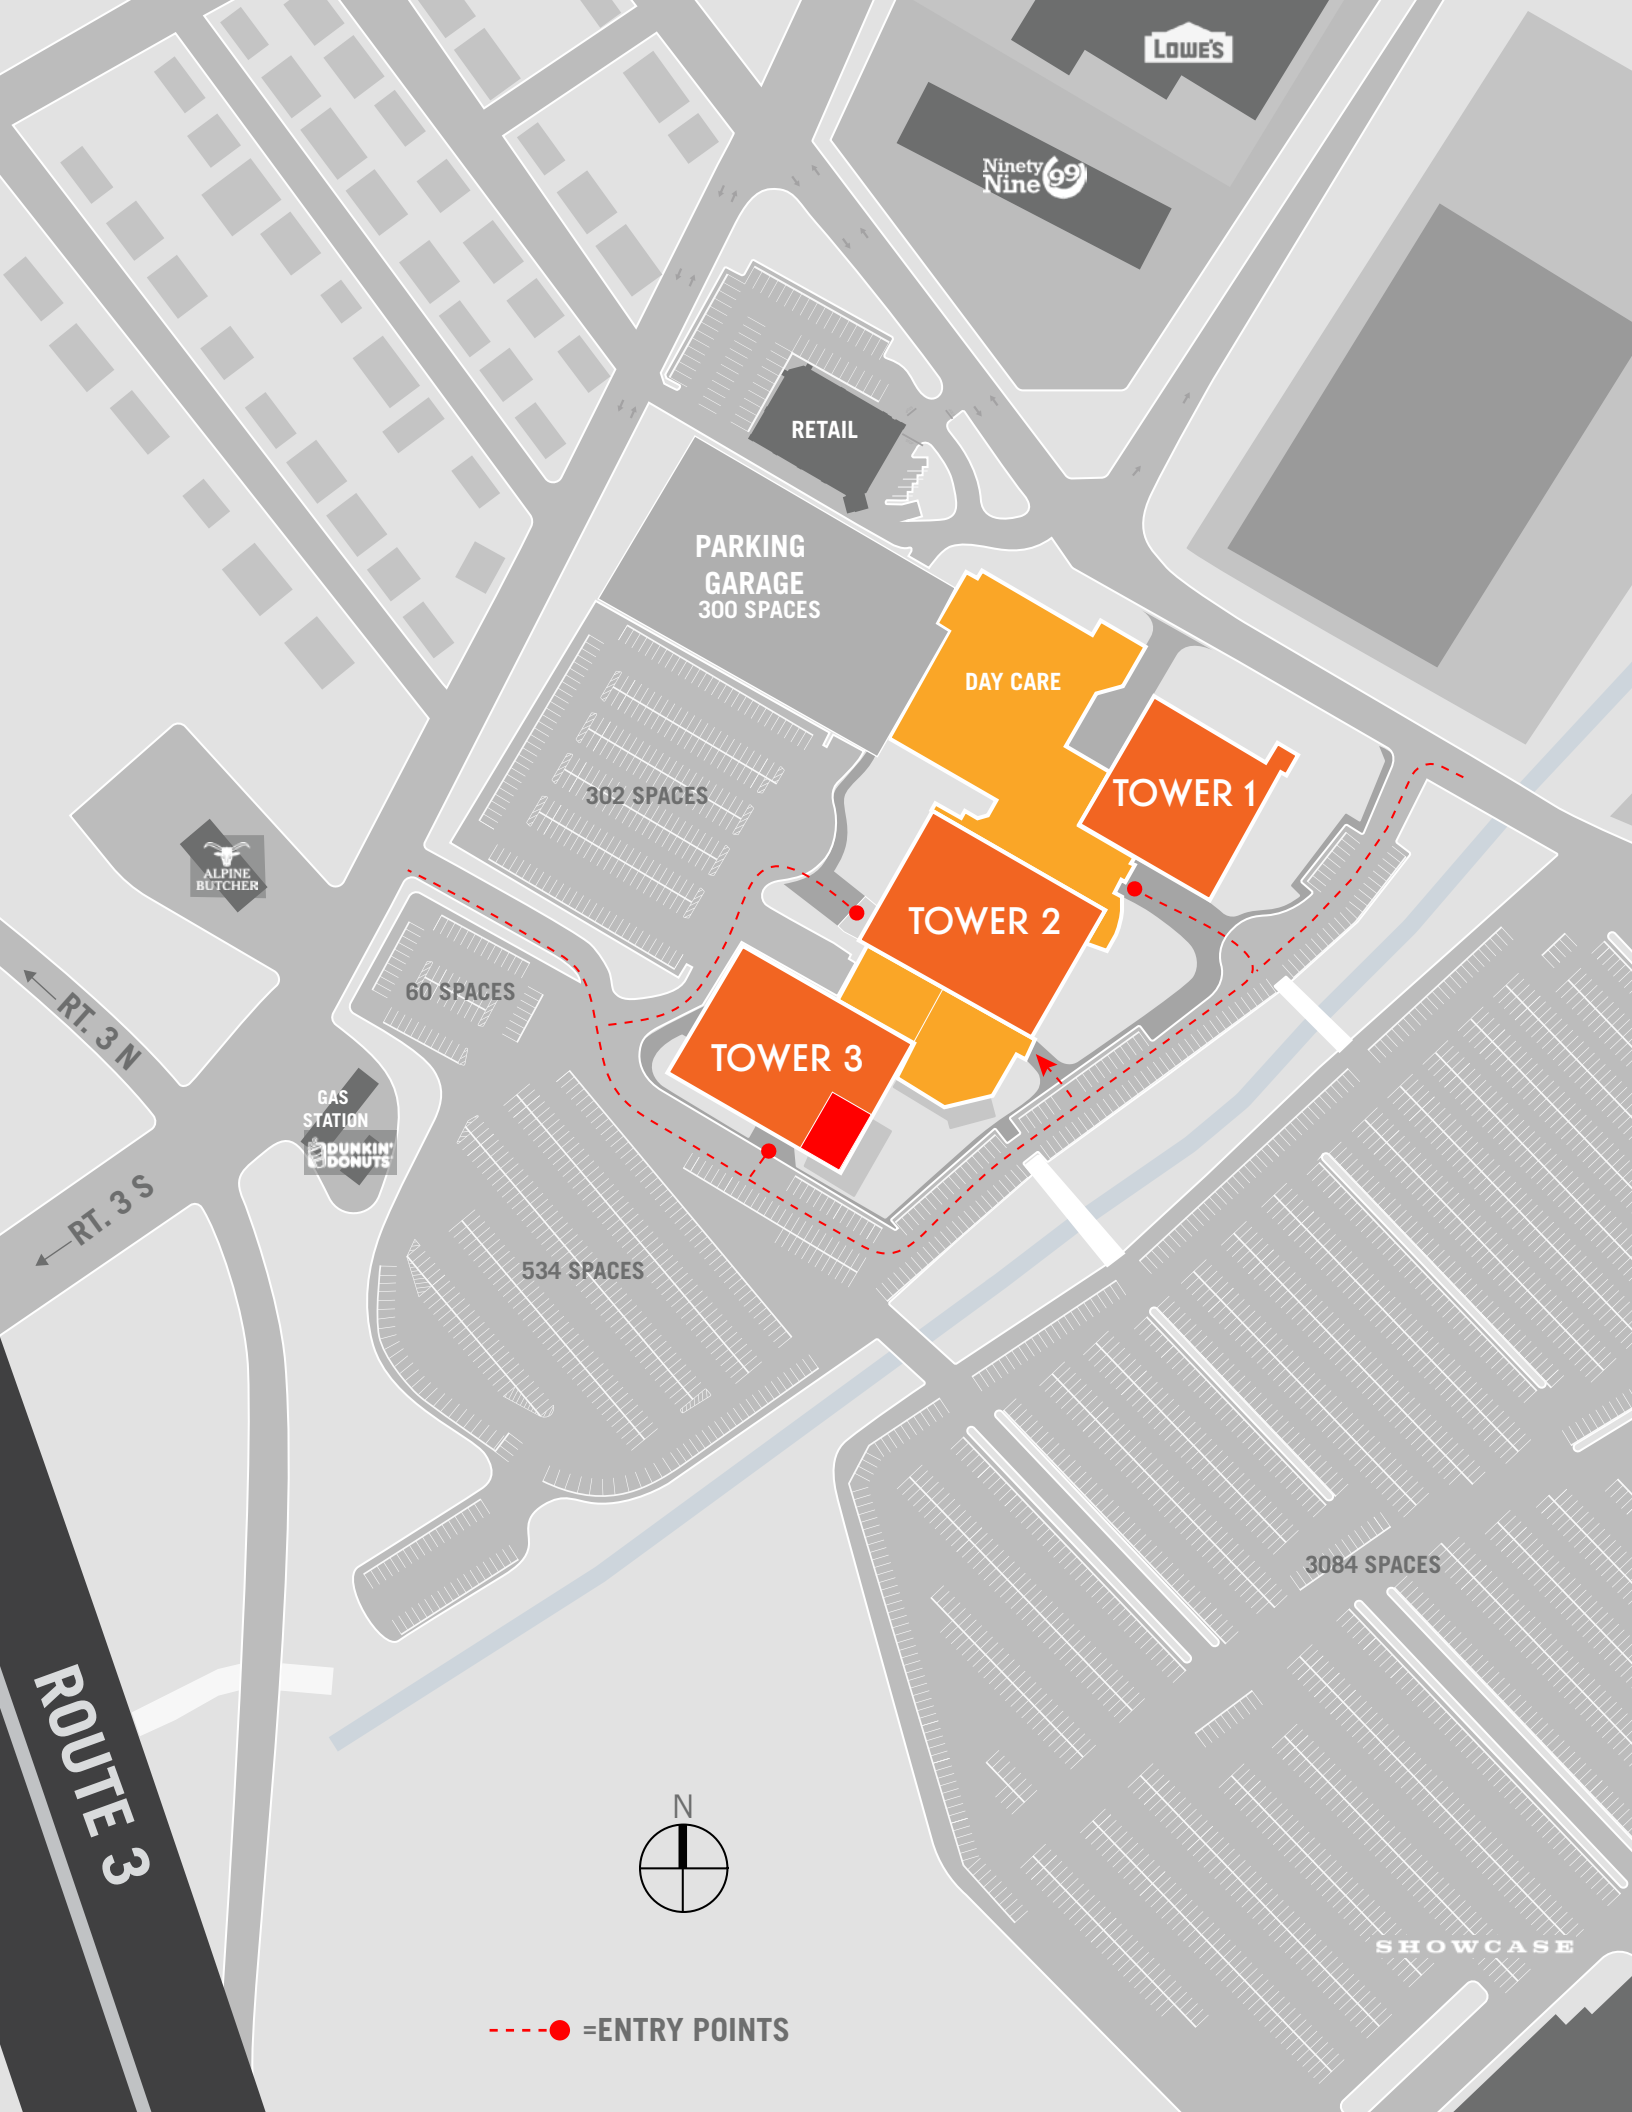 LOWE'S
Ninety
Nine 99
RETAIL
PARKING
GARAGE
300 SPACES
DAY CARE
TOWER 1
302 SPACES
ALPINE
BUTCHER
TOWER 2
60 SPACES
RT. 3 N
TOWER 3
GAS
STATION
DUNKIN'
DONUTS
RT. 3 S
534 SPACES
3084 SPACES
ROUTE 3
N
SHOWCASE
=ENTRY POINTS